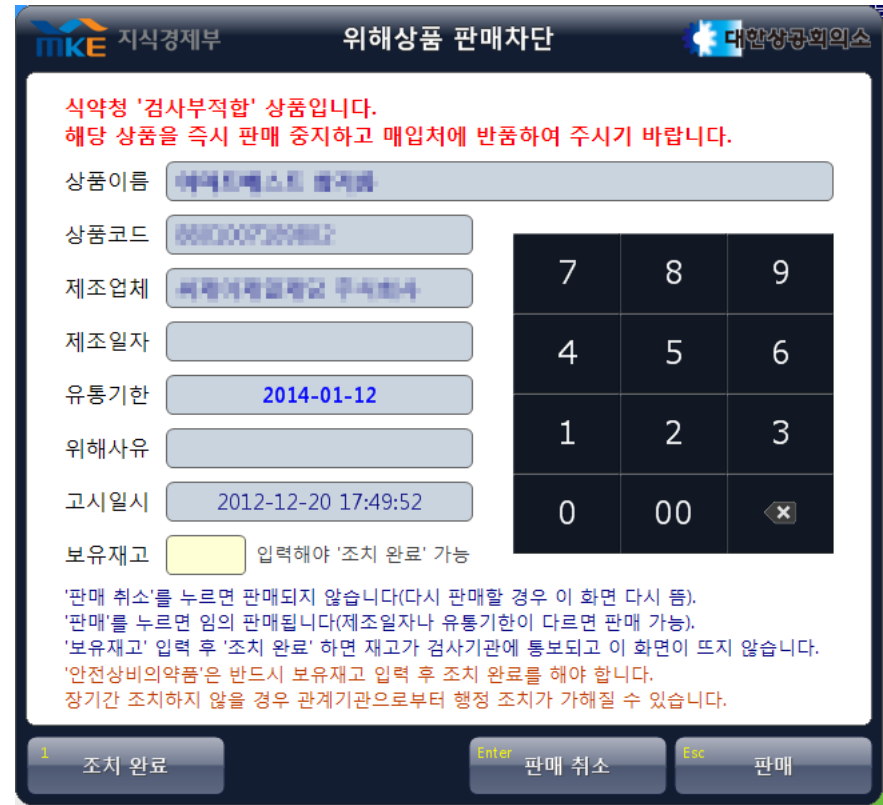 mKE 지식경제부
위해상품 판매차단
대한상공회의소
식약청 '검사부적합' 상품입니다.
해당 상품을 즉시 판매 중지하고 매입처에 반품하여 주시기 바랍니다.
상품이름
상품코드
제조업체
제조일자
유통기한 2014-01-12
위해사유
고시일시 2012-12-20 17:49:52
보유재고 입력해야 '조치 완료' 가능
7 8 9
4 5 6
1 2 3
0 00
'판매 취소'를 누르면 판매되지 않습니다(다시 판매할 경우 이 화면 다시 뜸).
'판매'를 누르면 임의 판매됩니다(제조일자나 유통기한이 다르면 판매 가능).
'보유재고' 입력 후 '조치 완료' 하면 재고가 검사기관에 통보되고 이 화면이 뜨지 않습니다.
'안전상비의약품'은 반드시 보유재고 입력 후 조치 완료를 해야 합니다.
장기간 조치하지 않을 경우 관계기관으로부터 행정 조치가 가해질 수 있습니다.
1 조치 완료
Enter 판매 취소
Esc 판매